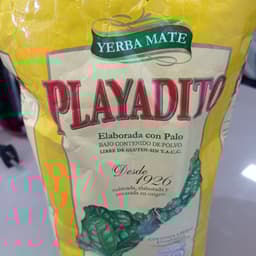 YERBA MATE
PLAYADITO
Elaborada con Palo
BAJO CONTENIDO DE POLVO
LIBRE DE GLUTEN-SIN T.A.C.C.
Desde
1926
cultivada, elaborada y
envasada en origen